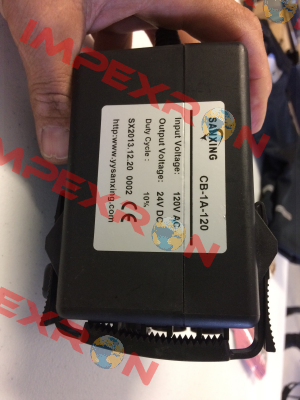 SANXING
CB-1A-120
Input Voltage: 120V AC
Output Voltage: 24V DC
Duty Cycle: 10%
SX2013.12.20 0002 CE
http:www.yysanxing.com
IMPEXRON
IMPEXRON